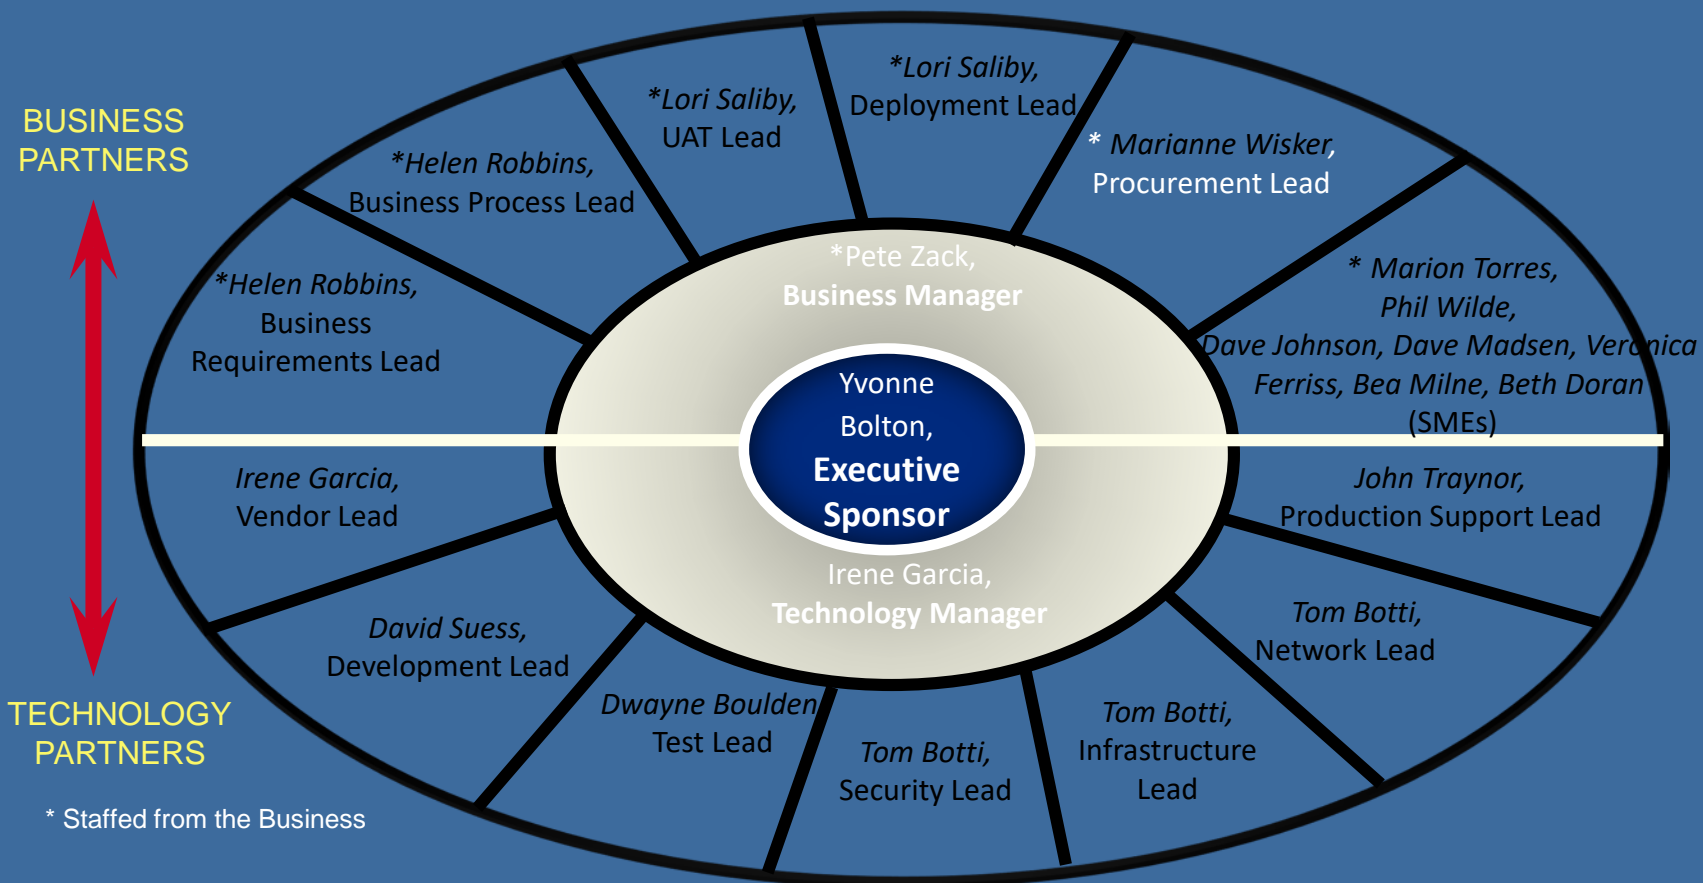 BUSINESS
PARTNERS
*Lori Saliby,
Deployment Lead
*Lori Saliby,
UAT Lead
*Helen Robbins,
Business Process Lead
* Marianne Wisker,
Procurement Lead
*Helen Robbins,
Business
Requirements Lead
*Pete Zack,
Business Manager
* Marion Torres,
Phil Wilde,
Dave Johnson, Dave Madsen, Veronica
Ferriss, Bea Milne, Beth Doran
(SMEs)
Yvonne
Bolton,
Executive
Sponsor
Irene Garcia,
Vendor Lead
John Traynor,
Production Support Lead
Irene Garcia,
Technology Manager
David Suess,
Development Lead
Tom Botti,
Network Lead
Dwayne Boulden
Test Lead
Tom Botti,
Security Lead
Tom Botti,
Infrastructure
Lead
TECHNOLOGY
PARTNERS
* Staffed from the Business